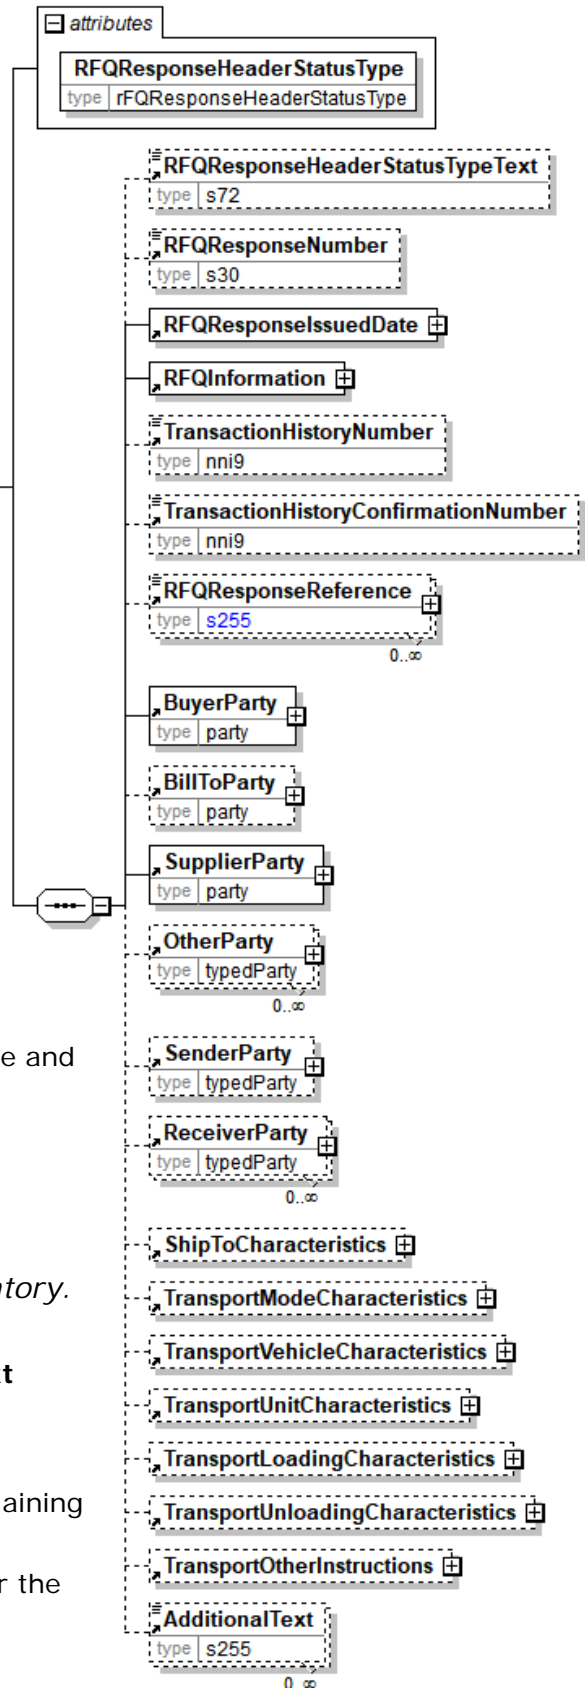 attributes
RFQResponseHeaderStatusType
type rFQResponseHeaderStatusType
RFQResponseHeaderStatusTypeText
type s72
RFQResponseNumber
type s30
RFQResponseIssuedDate
RFQInformation
TransactionHistoryNumber
type nni9
TransactionHistoryConfirmationNumber
type nni9
RFQResponseReference
type s255
0..∞
BuyerParty
type party
BillToParty
type party
SupplierParty
type party
OtherParty
type typedParty
0..∞
e and
SenderParty
type typedParty
ReceiverParty
type typedParty
0..∞
ShipToCharacteristics
ntory.
TransportModeCharacteristics
TransportVehicleCharacteristics
xt
TransportUnitCharacteristics
TransportLoadingCharacteristics
aining
TransportUnloadingCharacteristics
TransportOtherInstructions
r the
AdditionalText
type s255
0..∞